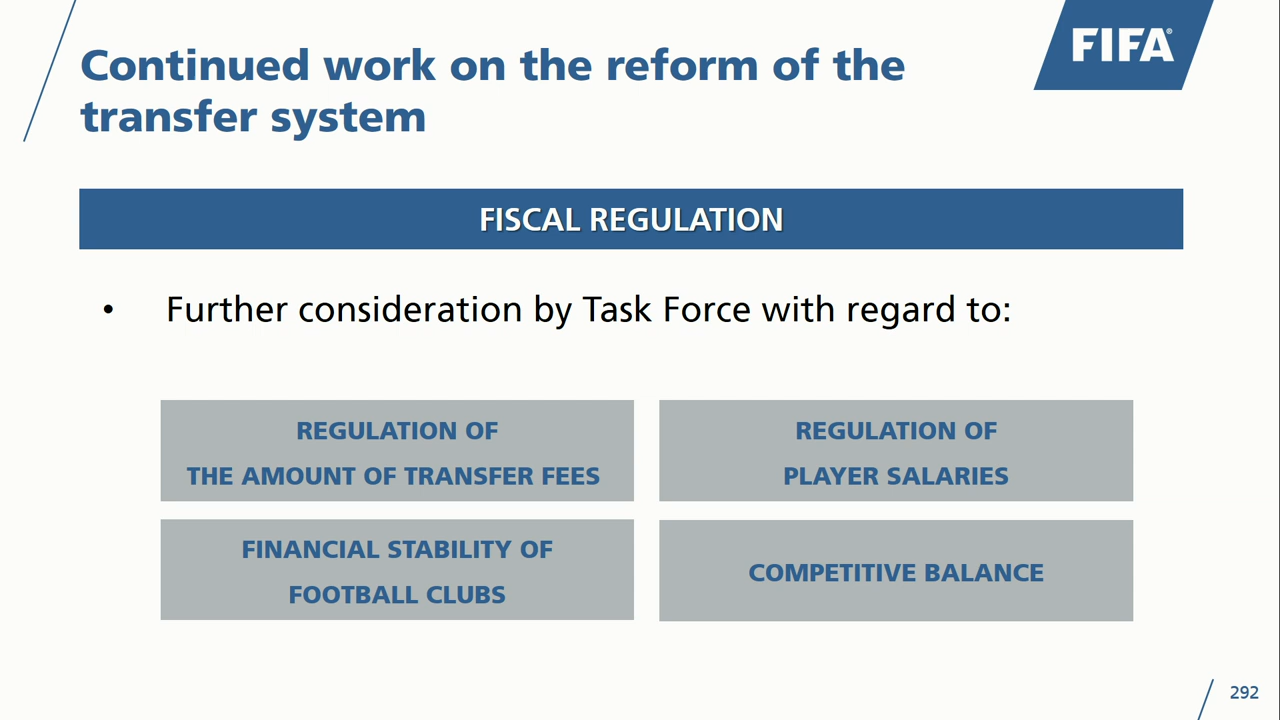 Continued work on the reform of the
transfer system
FIFA®
FISCAL REGULATION
• Further consideration by Task Force with regard to:
REGULATION OF
THE AMOUNT OF TRANSFER FEES
REGULATION OF
PLAYER SALARIES
FINANCIAL STABILITY OF
FOOTBALL CLUBS
COMPETITIVE BALANCE
292